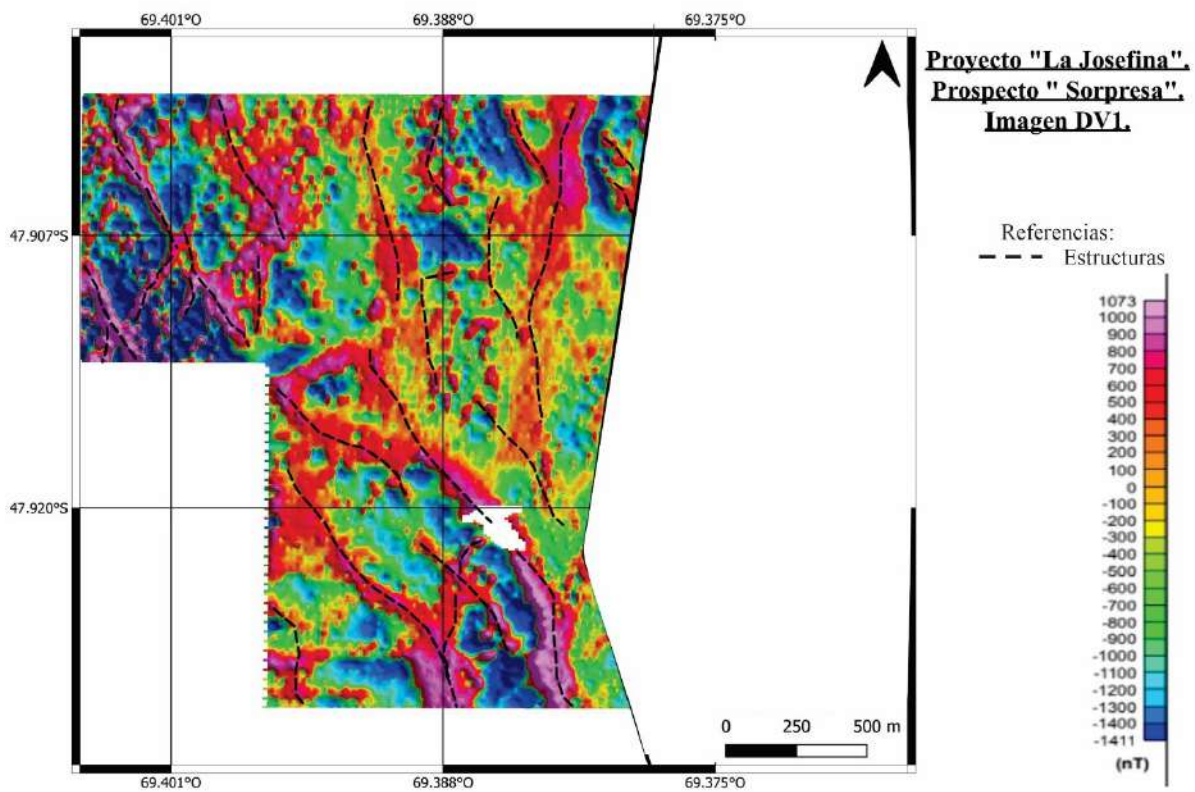 69.401°O 69.388°O 69.375°O
Proyecto "La Josefina".
Prospecto " Sorpresa".
Imagen DV1.
47.907°S
Referencias:
Estructuras
1073
1000
900
800
700
600
500
400
300
200
100
0
-100
-200
-300
-400
-500
-600
-700
-800
-900
-1000
-1100
-1200
-1300
-1400
-1411
(nT)
47.920°S
0 250 500 m
69.401°O 69.388°O 69.375°O